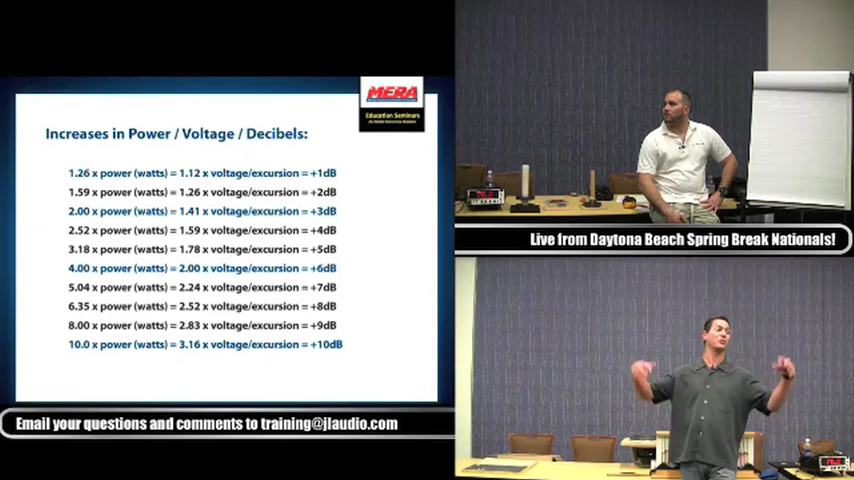 MERA
Education Seminars
Increases in Power / Voltage / Decibels:
1.26 x power (watts) = 1.12 x voltage/excursion = +1dB
1.59 x power (watts) = 1.26 x voltage/excursion = +2dB
2.00 x power (watts) = 1.41 x voltage/excursion = +3dB
2.52 x power (watts) = 1.59 x voltage/excursion = +4dB
3.18 x power (watts) = 1.78 x voltage/excursion = +5dB
4.00 x power (watts) = 2.00 x voltage/excursion = +6dB
5.04 x power (watts) = 2.24 x voltage/excursion = +7dB
6.35 x power (watts) = 2.52 x voltage/excursion = +8dB
8.00 x power (watts) = 2.83 x voltage/excursion = +9dB
10.0 x power (watts) = 3.16 x voltage/excursion = +10dB
Email your questions and comments to training@jlaudio.com
Live from Daytona Beach Spring Break Nationals!